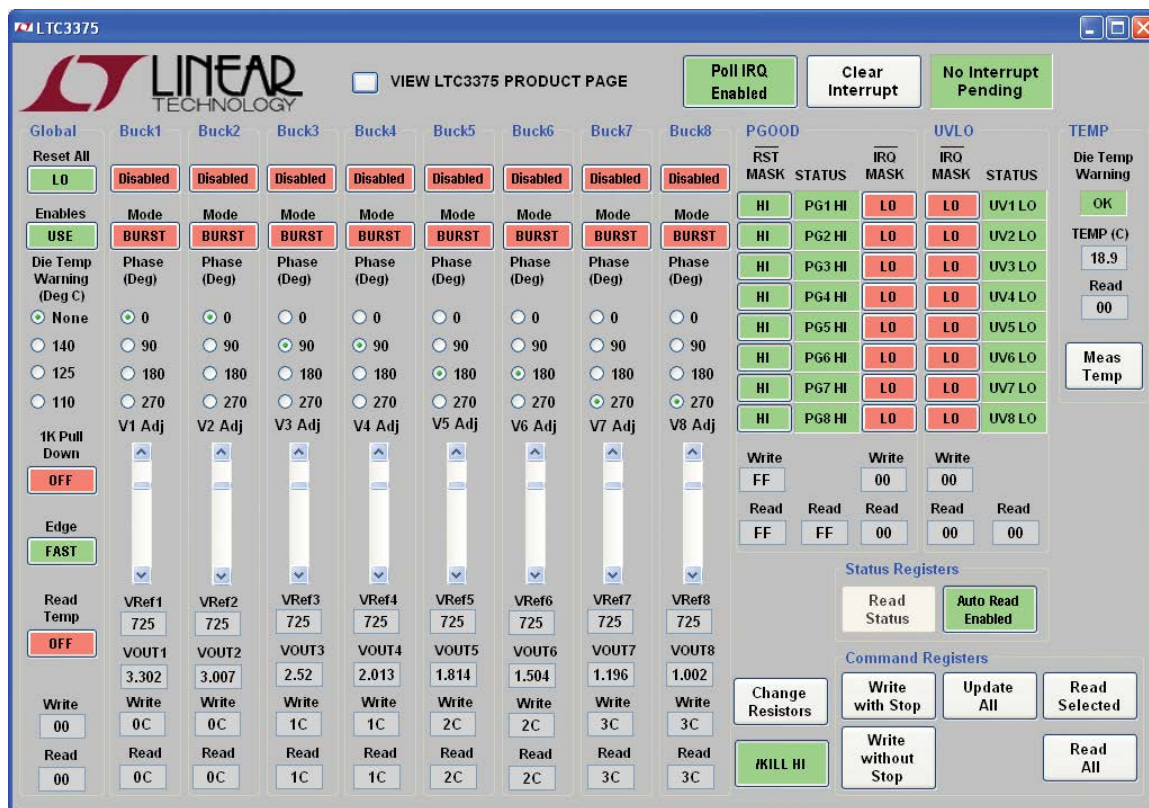 LTC3375
LINEAR
TECHNOLOGY
VIEW LTC3375 PRODUCT PAGE
Poll IRQ
Enabled
Clear
Interrupt
No Interrupt
Pending
Global
Reset All
LO
Enables
USE
Die Temp
Warning
(Deg C)
None
140
125
110
1K Pull
Down
OFF
Edge
FAST
Read
Temp
OFF
Write
00
Read
00
Buck1
Disabled
Mode
BURST
Phase
(Deg)
0
90
180
270
V1 Adj
VRef1
725
VOUT1
3.302
Write
0C
Read
0C
Buck2
Disabled
Mode
BURST
Phase
(Deg)
0
90
180
270
V2 Adj
VRef2
725
VOUT2
3.007
Write
0C
Read
0C
Buck3
Disabled
Mode
BURST
Phase
(Deg)
0
90
180
270
V3 Adj
VRef3
725
VOUT3
2.52
Write
1C
Read
1C
Buck4
Disabled
Mode
BURST
Phase
(Deg)
0
90
180
270
V4 Adj
VRef4
725
VOUT4
2.013
Write
1C
Read
1C
Buck5
Disabled
Mode
BURST
Phase
(Deg)
0
90
180
270
V5 Adj
VRef5
725
VOUT5
1.814
Write
2C
Read
2C
Buck6
Disabled
Mode
BURST
Phase
(Deg)
0
90
180
270
V6 Adj
VRef6
725
VOUT6
1.504
Write
2C
Read
2C
Buck7
Disabled
Mode
BURST
Phase
(Deg)
0
90
180
270
V7 Adj
VRef7
725
VOUT7
1.196
Write
3C
Read
3C
Buck8
Disabled
Mode
BURST
Phase
(Deg)
0
90
180
270
V8 Adj
VRef8
725
VOUT8
1.002
Write
3C
Read
3C
PGOOD
RST
MASK STATUS
IRQ
MASK
HI PG1 HI LO
HI PG2 HI LO
HI PG3 HI LO
HI PG4 HI LO
HI PG5 HI LO
HI PG6 HI LO
HI PG7 HI LO
HI PG8 HI LO
Write Write
FF 00
Read Read Read
FF FF 00
UVLO
IRQ
MASK STATUS
LO UV1 LO
LO UV2 LO
LO UV3 LO
LO UV4 LO
LO UV5 LO
LO UV6 LO
LO UV7 LO
LO UV8 LO
Write
00
Read Read
00 00
TEMP
Die Temp
Warning
OK
TEMP (C)
18.9
Read
00
Meas
Temp
Status Registers
Read
Status
Auto Read
Enabled
Change
Resistors
/KILL HI
Command Registers
Write
with Stop
Update
All
Read
Selected
Write
without
Stop
Read
All